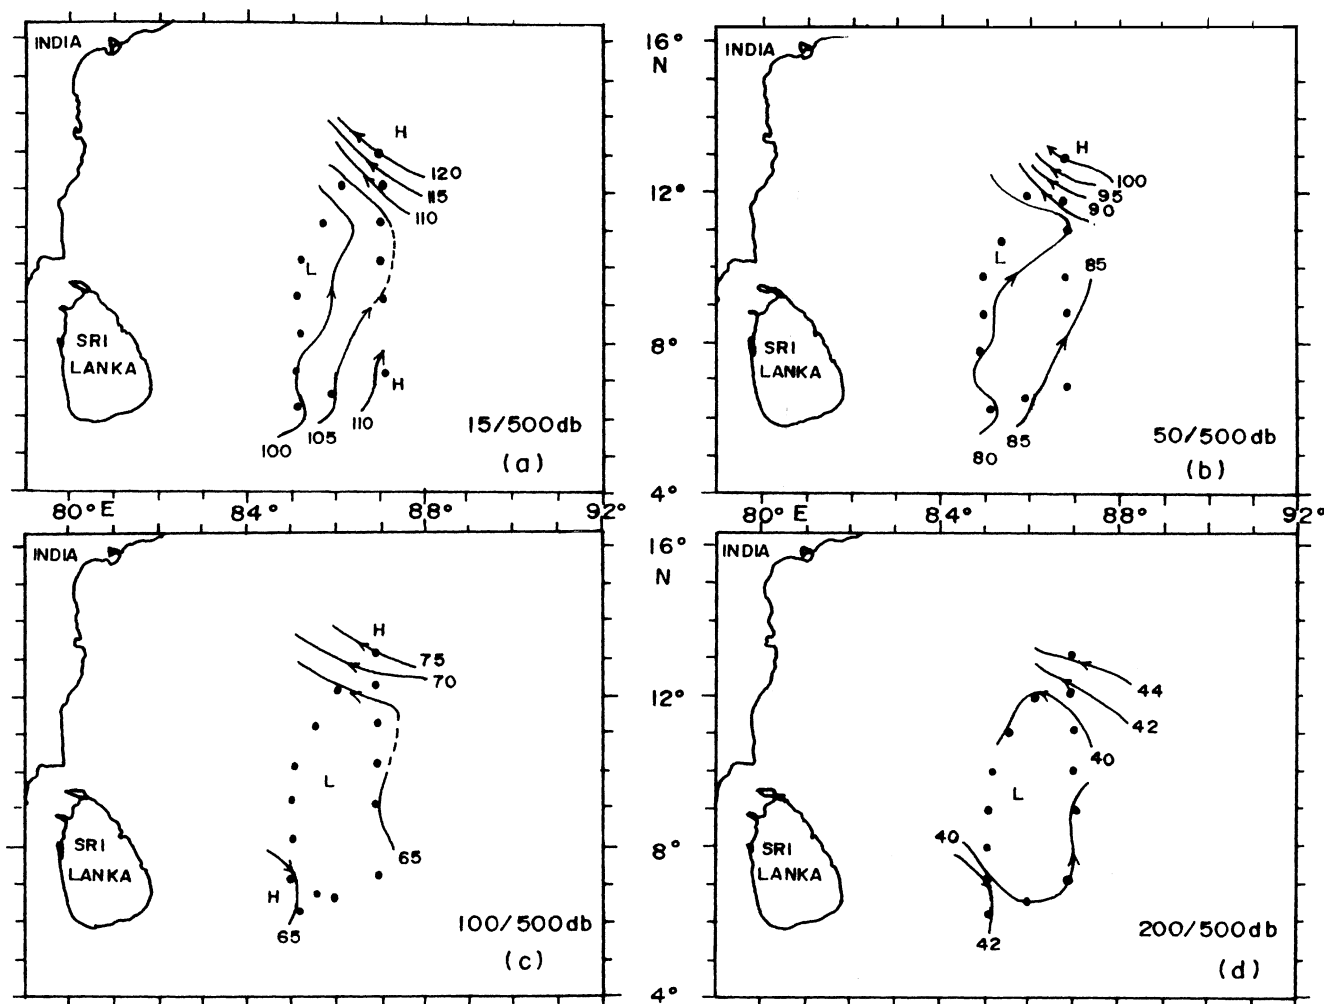 INDIA
H
120
115
110
L
SRI
LANKA
H
110
105
100
15/500 db
(a)
16°
N
12°
8°
4°
INDIA
H
100
95
90
L
85
SRI
LANKA
85
80
50/500db
(b)
80°E
84°
88°
92°
80°E
84°
88°
92°
INDIA
H
75
70
L
SRI
LANKA
65
H
65
100/500db
(c)
16°
N
12°
8°
4°
INDIA
44
42
40
L
40
SRI
LANKA
42
200/500db
(d)